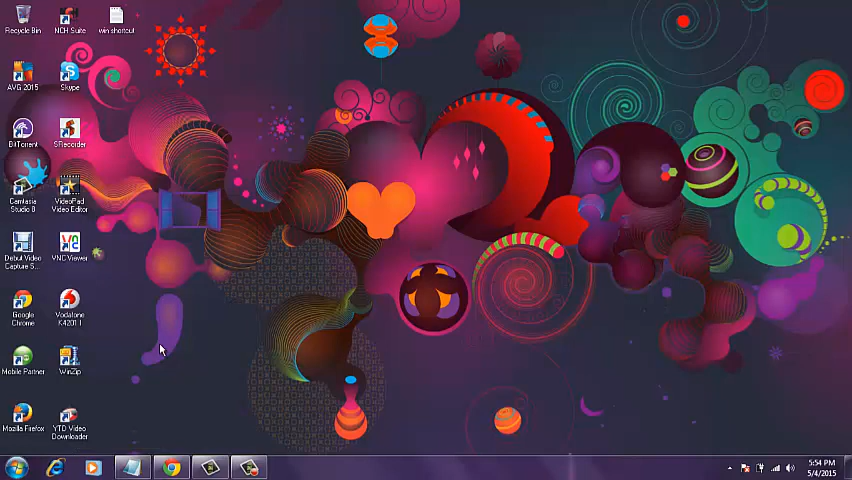 Recycle Bin
NCH Suite
win shortcut
AVG 2015
Skype
BitTorrent
SRecorder
Camtasia
Studio 8
VideoPad
Video Editor
Debut Video
Capture S...
VNC Viewer
Google
Chrome
Vodafone
K4201 I
Mobile Partner
WinZip
Mozilla Firefox
YTD Video
Downloader
5:54 PM
5/4/2015